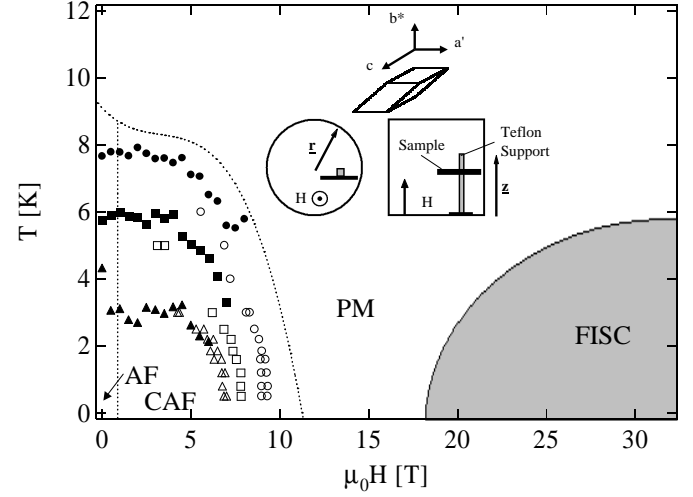 12
10
8
6
4
2
0
T [K]
b*
a'
c
r
H
Sample
Teflon
Support
H
z
PM
FISC
AF
CAF
0
5
10
15
20
25
30
μ₀H [T]